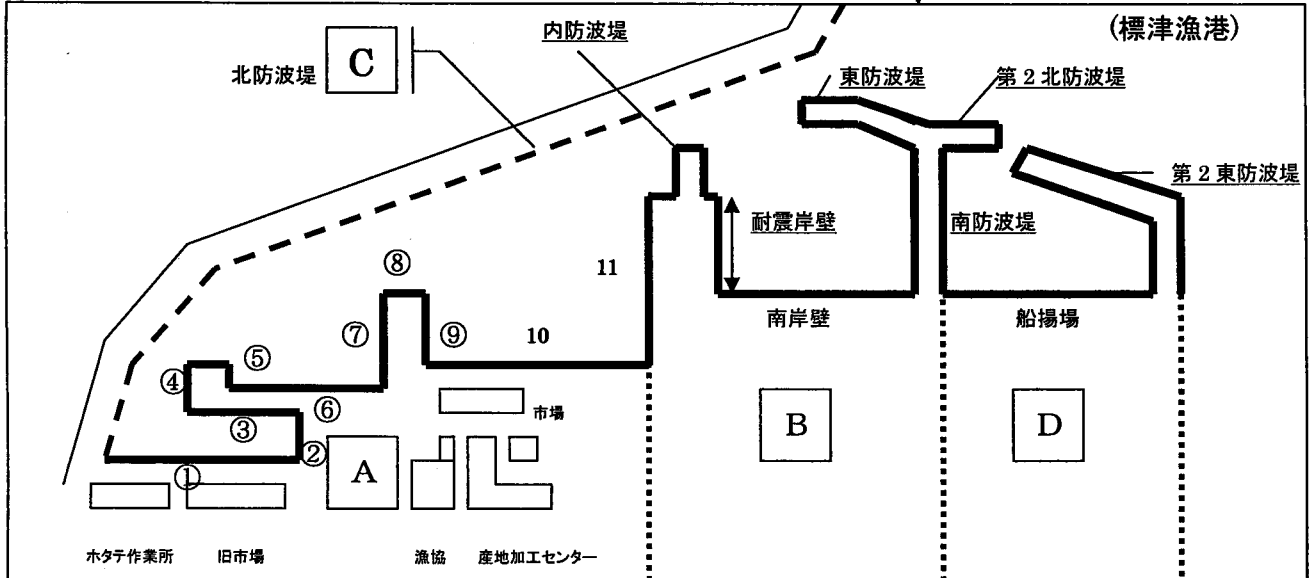 (標津漁港)
内防波堤
北防波堤
C
東防波堤
第2北防波堤
第2東防波堤
耐震岸壁
南防波堤
⑧
11
⑦
⑨
10
南岸壁
船揚場
⑤
④
⑥
③
②
①
市場
A
B
D
ホタテ作業所
旧市場
漁協
産地加工センター